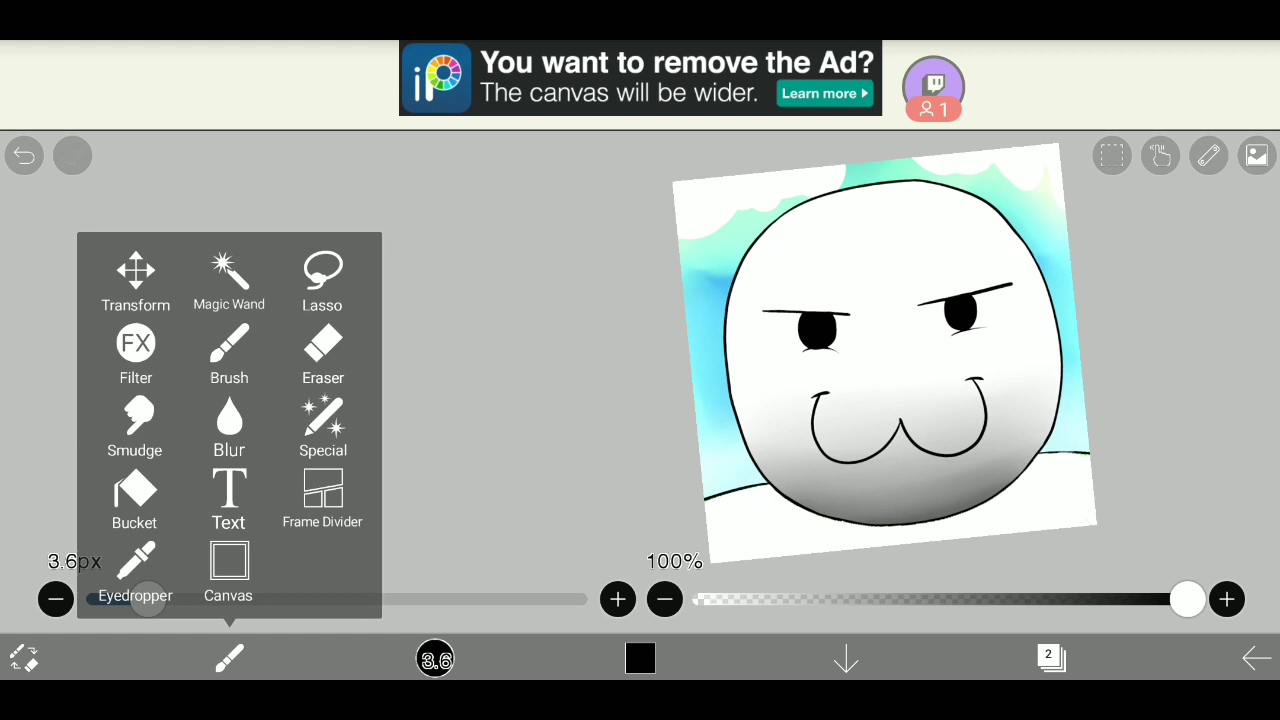 iP
You want to remove the Ad?
The canvas will be wider.
Learn more
1
Transform
Magic Wand
Lasso
FX
Filter
Brush
Eraser
Smudge
Blur
Special
Bucket
T
Text
Frame Divider
Eyedropper
Canvas
3.6px
100%
3.6
2